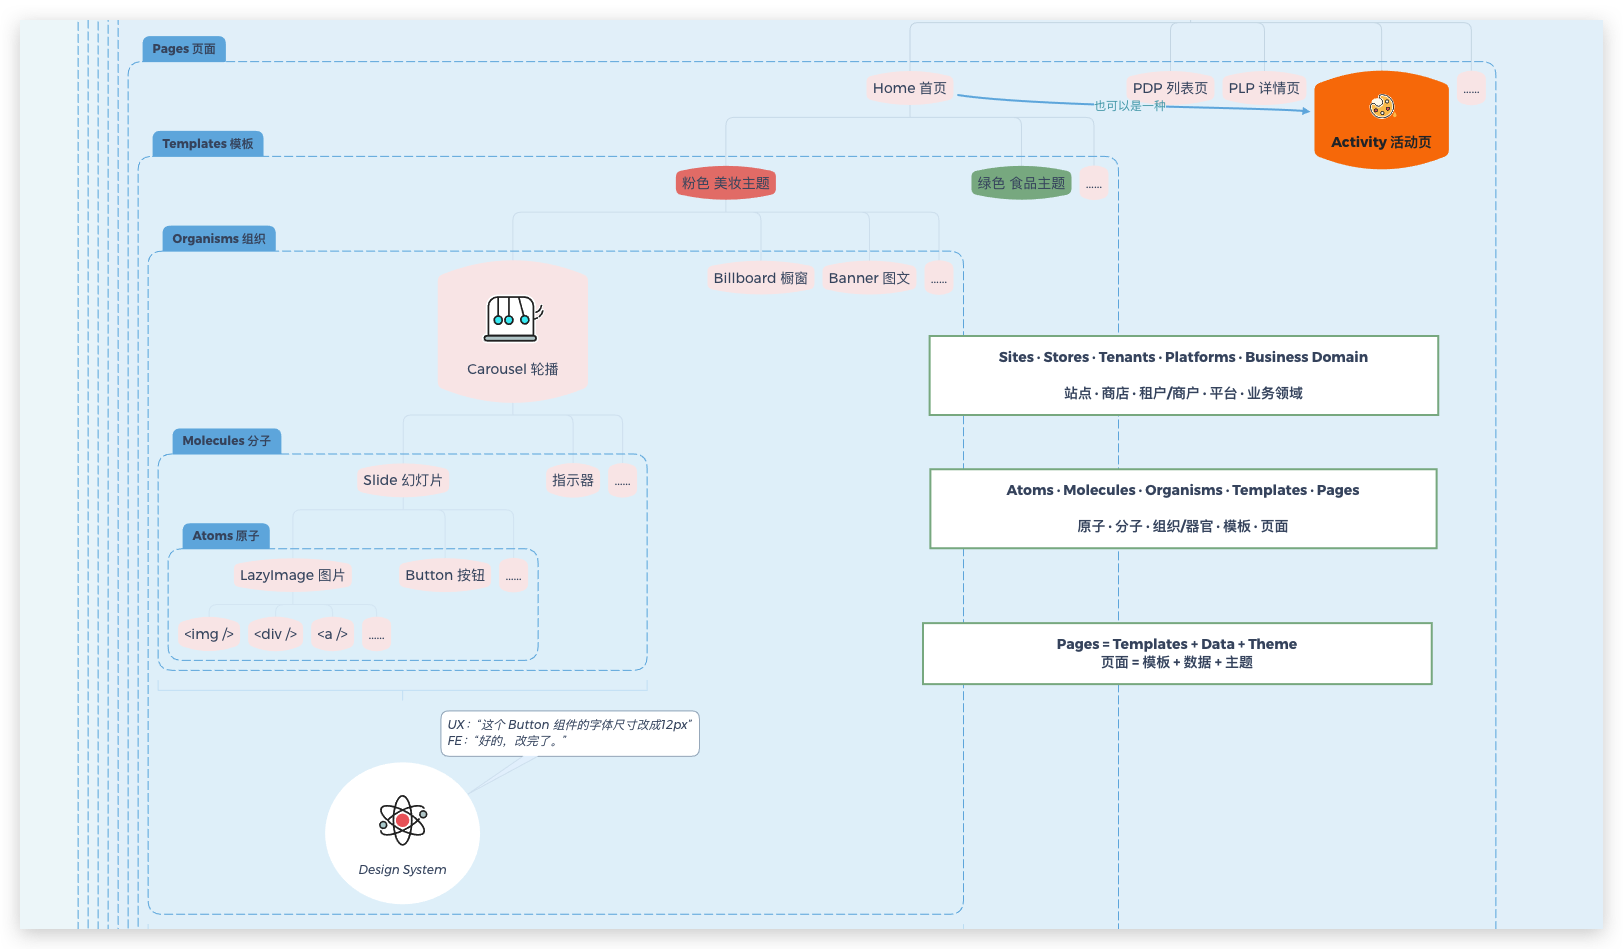 Pages 页面
Home 首页
PDP 列表页
PLP 详情页
......
也可以是一种
Activity 活动页
Templates 模板
粉色 美妆主题
绿色 食品主题
......
Organisms 组织
Billboard 橱窗
Banner 图文
......
Carousel 轮播
Sites · Stores · Tenants · Platforms · Business Domain
站点 · 商店 · 租户/商户 · 平台 · 业务领域
Molecules 分子
Slide 幻灯片
指示器
......
Atoms · Molecules · Organisms · Templates · Pages
原子 · 分子 · 组织/器官 · 模板 · 页面
Atoms 原子
LazyImage 图片
Button 按钮
......
<img />
<div />
<a />
......
Pages = Templates + Data + Theme
页面 = 模板 + 数据 + 主题
UX：“这个 Button 组件的字体尺寸改成12px”
FE：“好的，改完了。”
Design System